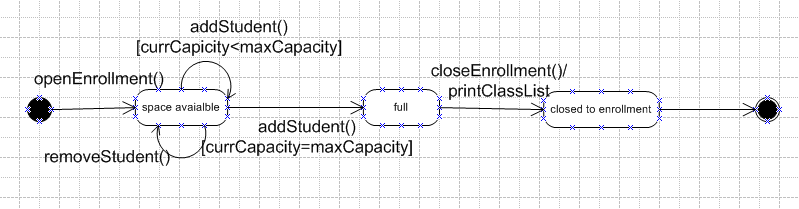 addStudent()
[currCapicity<maxCapacity]
openEnrollment()
closeEnrollment()/
printClassList
space avaialble
full
closed to enrollment
addStudent()
[currCapacity=maxCapacity]
removeStudent()